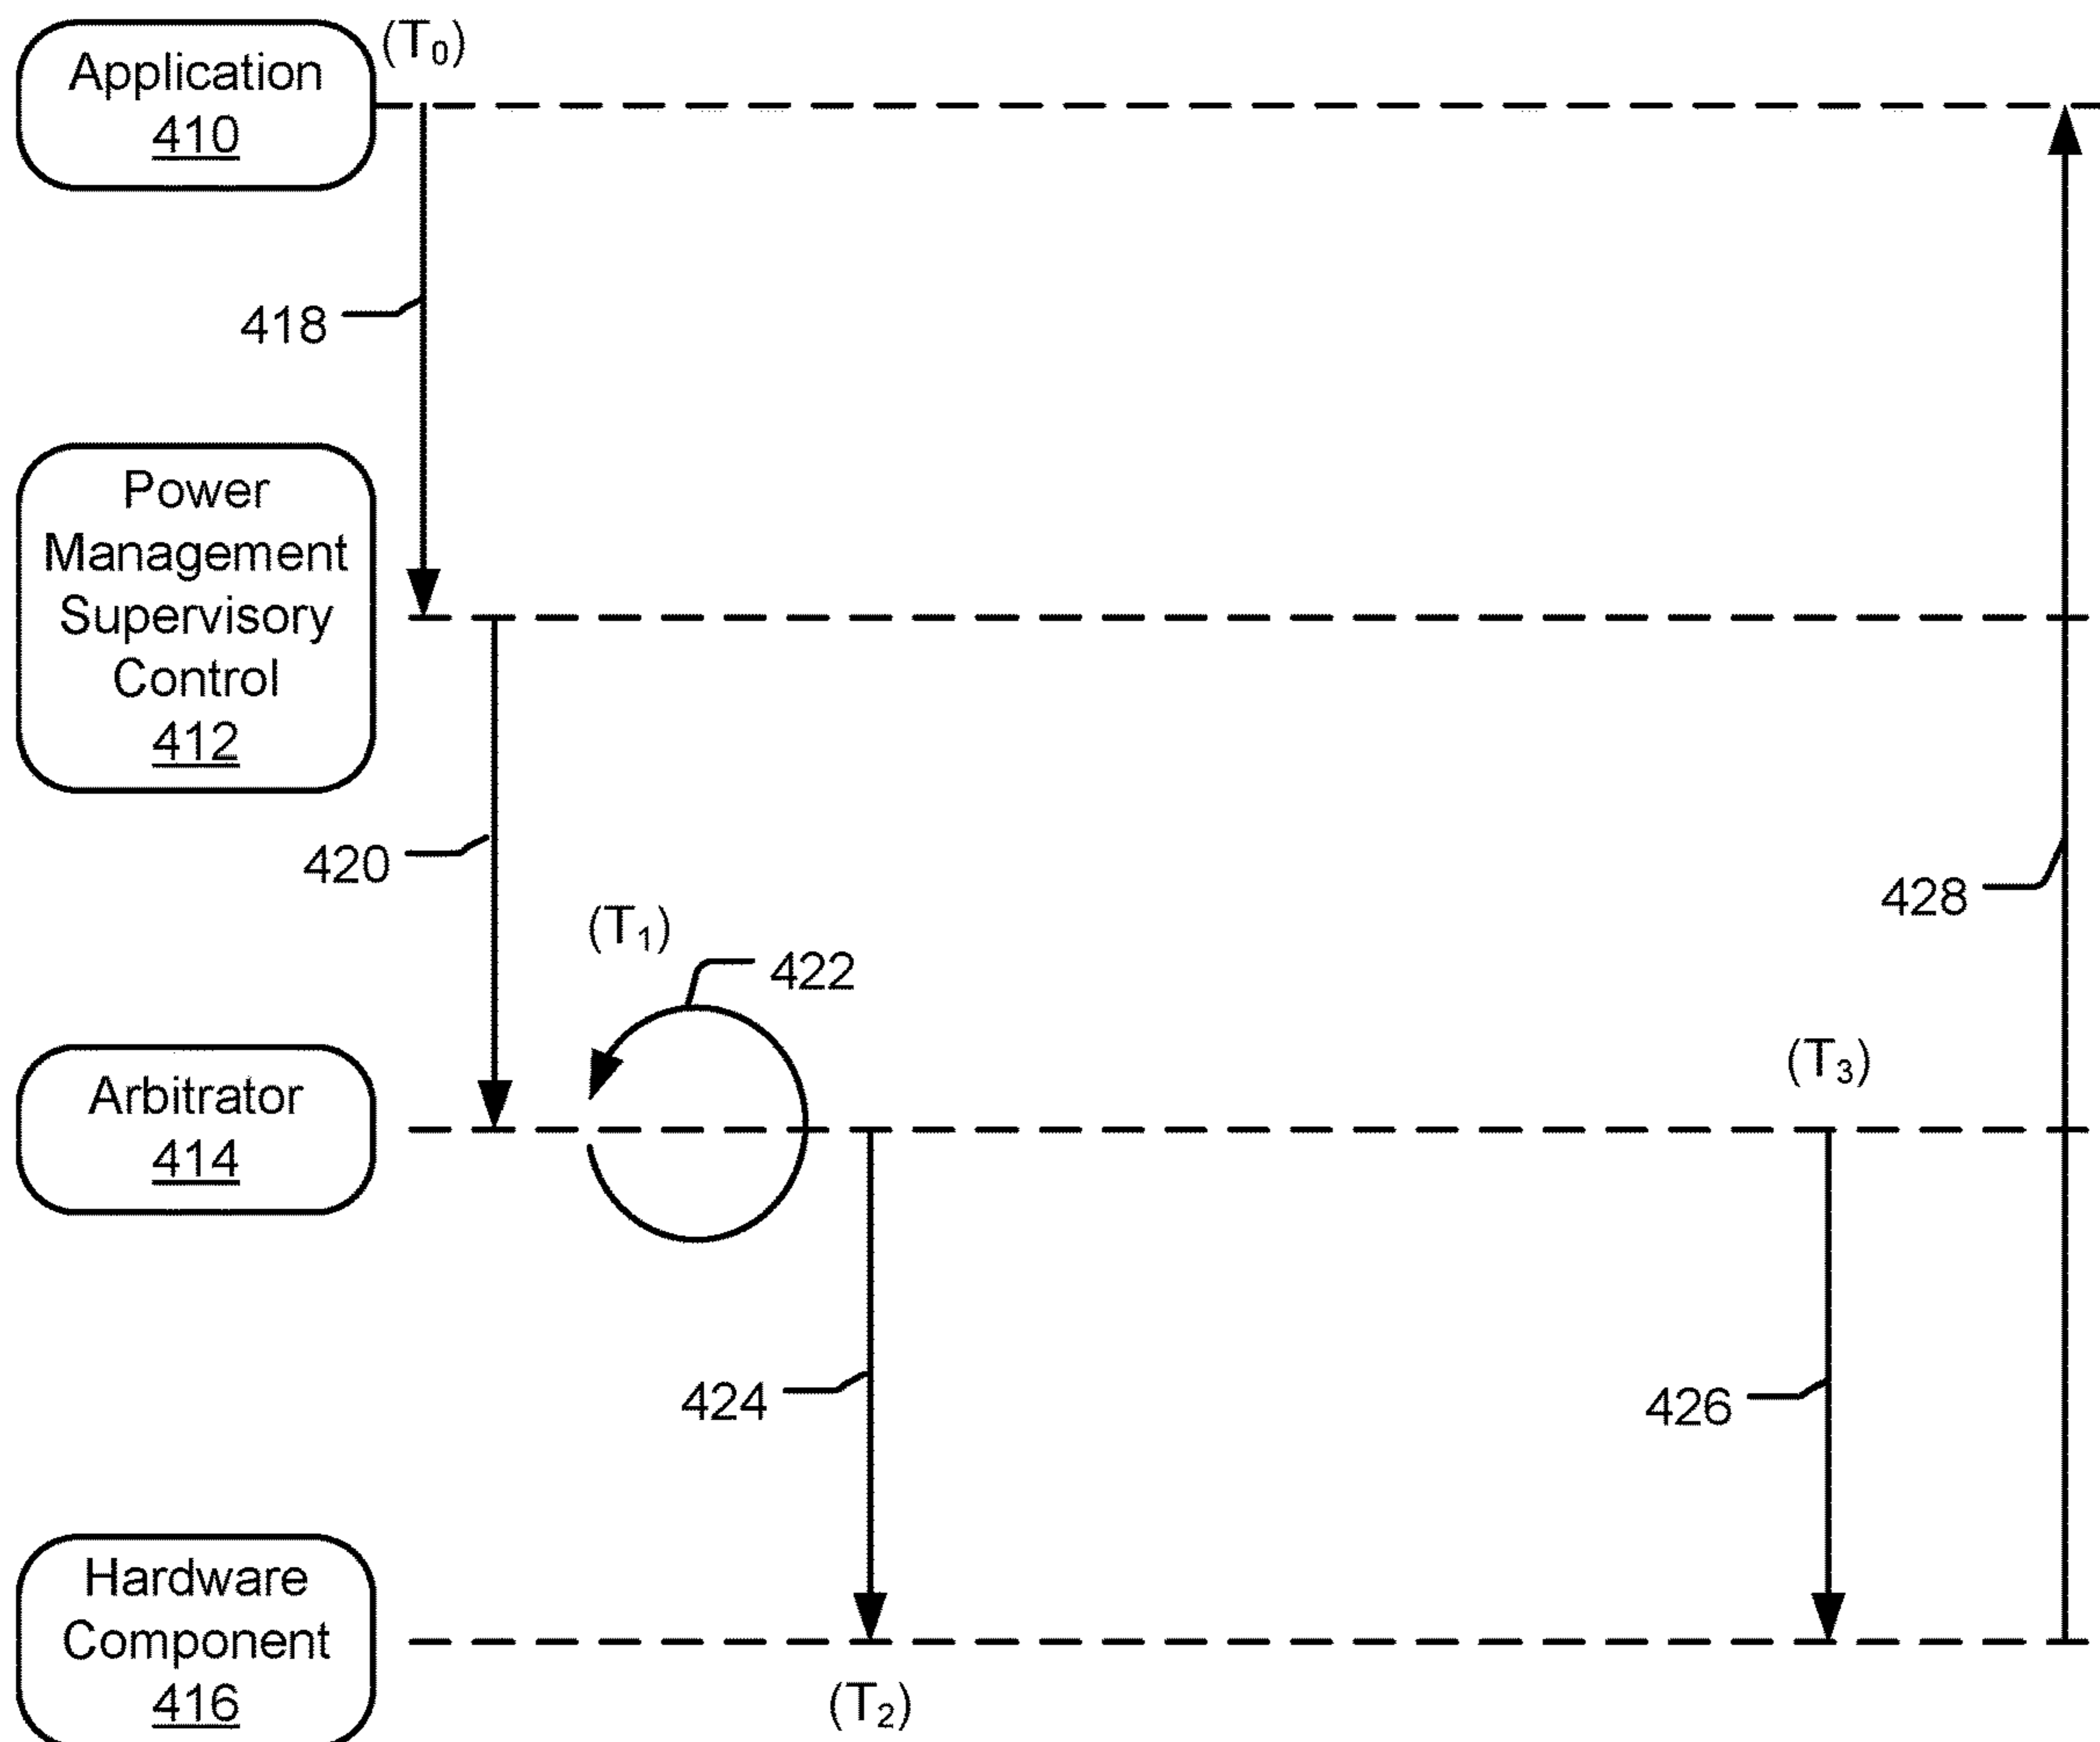 Application
410
(T0)
418
Power
Management
Supervisory
Control
412
420
428
(T1)
422
Arbitrator
414
(T3)
424
426
Hardware
Component
416
(T2)